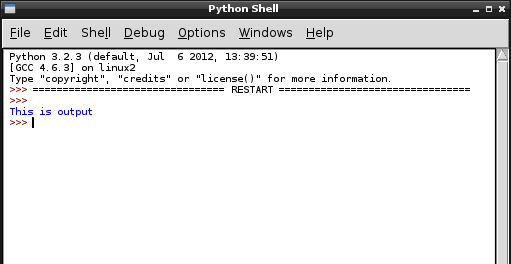 Python Shell
File Edit Shell Debug Options Windows Help
Python 3.2.3 (default, Jul  6 2012, 13:39:51)
[GCC 4.6.3] on linux2
Type "copyright", "credits" or "license()" for more information.
>>> ================================ RESTART ================================
>>>
This is output
>>>